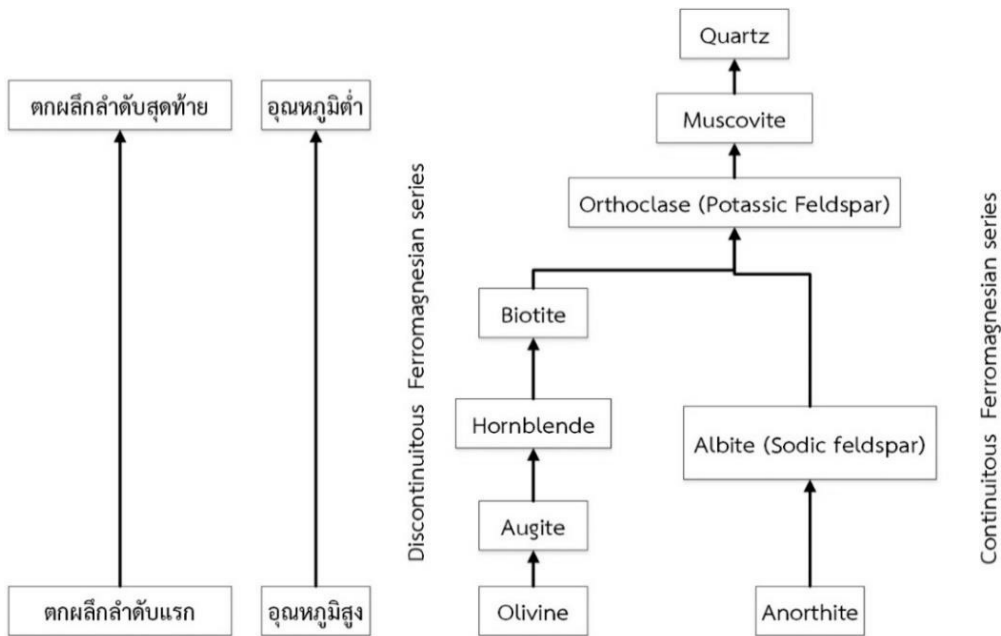 Quartz
ตกผลึกลำดับสุดท้าย
อุณหภูมิต่ำ
Muscovite
Orthoclase (Potassic Feldspar)
Discontinuitous Ferromagnesian series
Continuitous Ferromagnesian series
Biotite
Hornblende
Albite (Sodic feldspar)
Augite
ตกผลึกลำดับแรก
อุณหภูมิสูง
Olivine
Anorthite